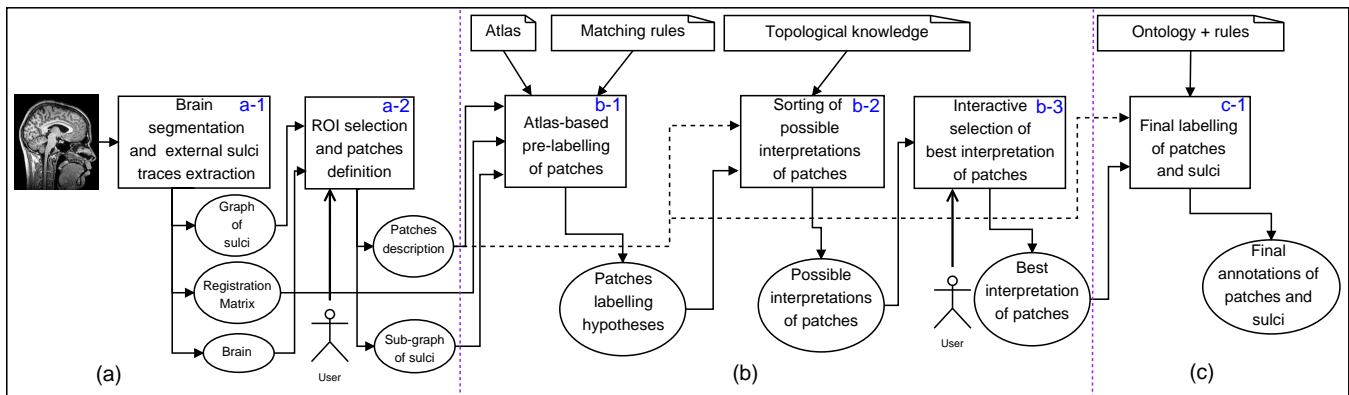 Atlas
Matching rules
Topological knowledge
Ontology + rules
a-1
Brain
segmentation
and external sulci
traces extraction
a-2
ROI selection
and patches
definition
b-1
Atlas-based
pre-labelling
of patches
b-2
Sorting of
possible
interpretations
of patches
b-3
Interactive
selection of
best interpretation
of patches
c-1
Final labelling
of patches
and sulci
Graph
of
sulci
Registration
Matrix
Brain
User
Patches
description
Sub-graph
of sulci
Patches
labelling
hypotheses
Possible
interpretations
of patches
User
Best
interpretation
of patches
Final
annotations of
patches and
sulci
(a)
(b)
(c)